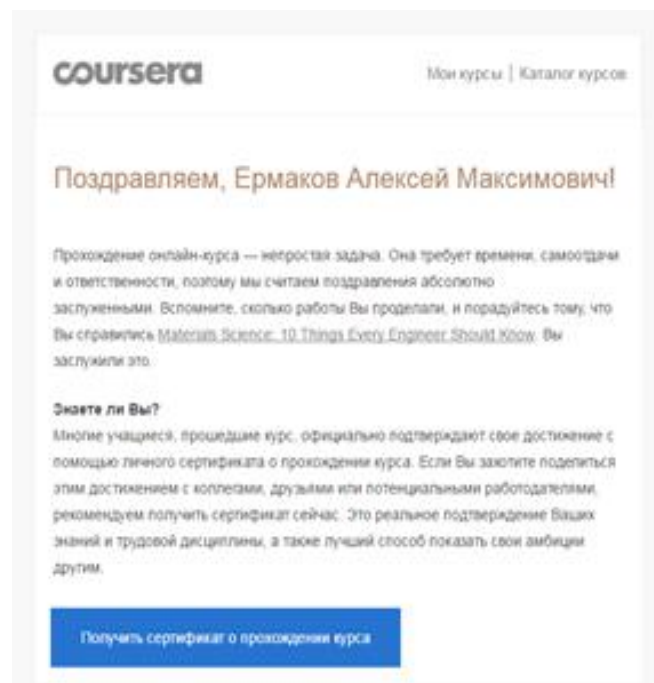 coursera
Мои курсы | Каталог курсов
Поздравляем, Ермаков Алексей Максимович!
Прохождение онлайн-курса — непростая задача. Она требует времени, самоотдачи
и ответственности, поэтому мы считаем поздравления абсолютно
заслуженными. Вспомните, сколько работы Вы проделали, и порадуйтесь тому, что
Вы справились Materials Science: 10 Things Every Engineer Should Know. Вы
заслужили это.
Знаете ли Вы?
Многие учащиеся, прошедшие курс, официально подтверждают свое достижение с
помощью личного сертификата о прохождении курса. Если Вы захотите поделиться
этим достижением с коллегами, друзьями или потенциальными работодателями,
рекомендуем получить сертификат сейчас. Это реальное подтверждение Ваших
знаний и трудовой дисциплины, а также лучший способ показать свои амбиции
другим.
Получить сертификат о прохождении курса